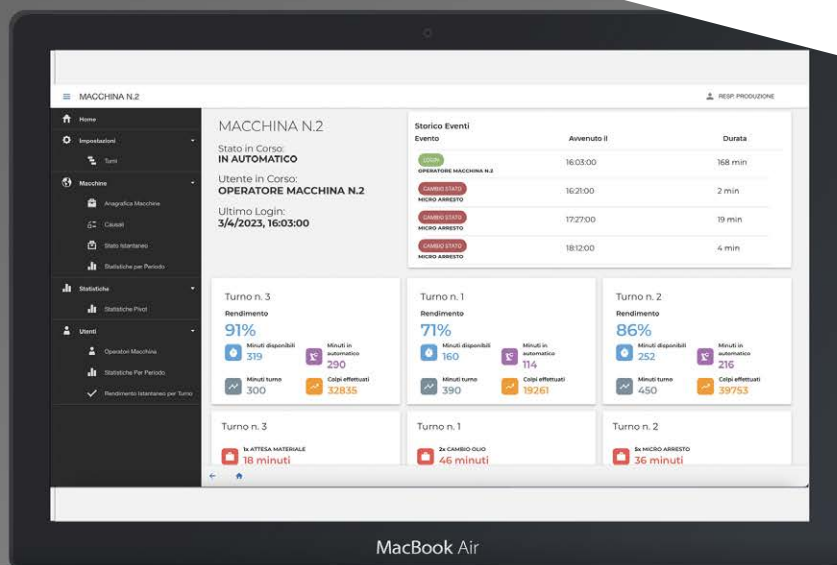 MACCHINA N.2
RESP. PRODUZIONE
Home
Impostazioni
Turni
Macchine
Anagrafica Macchine
Causali
Stato Istantaneo
Statistiche per Periodo
Statistiche
Statistiche Pivot
Utenti
Operatori Macchina
Statistiche Per Periodo
Rendimento Istantaneo per Turno
MACCHINA N.2
Stato in Corso:
IN AUTOMATICO
Utente in Corso:
OPERATORE MACCHINA N.2
Ultimo Login:
3/4/2023, 16:03:00
Storico Eventi
Evento Avvenuto il Durata
LOGIN 16:03:00 168 min
OPERATORE MACCHINA N.2
CAMBIO STATO 16:21:00 2 min
MICRO ARRESTO
CAMBIO STATO 17:27:00 19 min
MICRO ARRESTO
CAMBIO STATO 18:12:00 4 min
MICRO ARRESTO
Turno n. 3
Rendimento
91%
Minuti disponibili
319
Minuti in
automatico
290
Minuti turno
300
Colpi effettuati
32835
Turno n. 1
Rendimento
71%
Minuti disponibili
160
Minuti in
automatico
114
Minuti turno
390
Colpi effettuati
19261
Turno n. 2
Rendimento
86%
Minuti disponibili
252
Minuti in
automatico
216
Minuti turno
450
Colpi effettuati
39753
Turno n. 3
1x ATTESA MATERIALE
18 minuti
Turno n. 1
2x CAMBIO OLIO
46 minuti
Turno n. 2
5x MICRO ARRESTO
36 minuti
MacBook Air